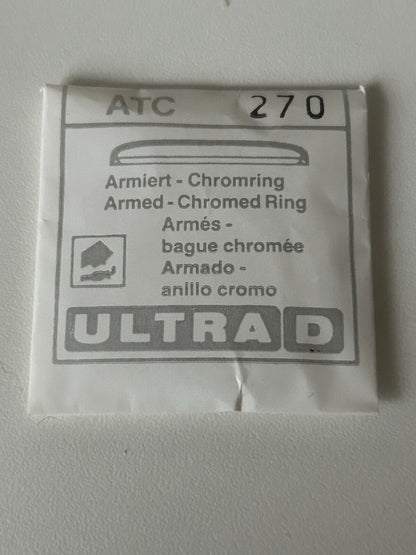 ATC 270
Armiert - Chromring
Armed - Chromed Ring
Armés -
bague chromée
Armado -
anillo cromo
ULTRA D